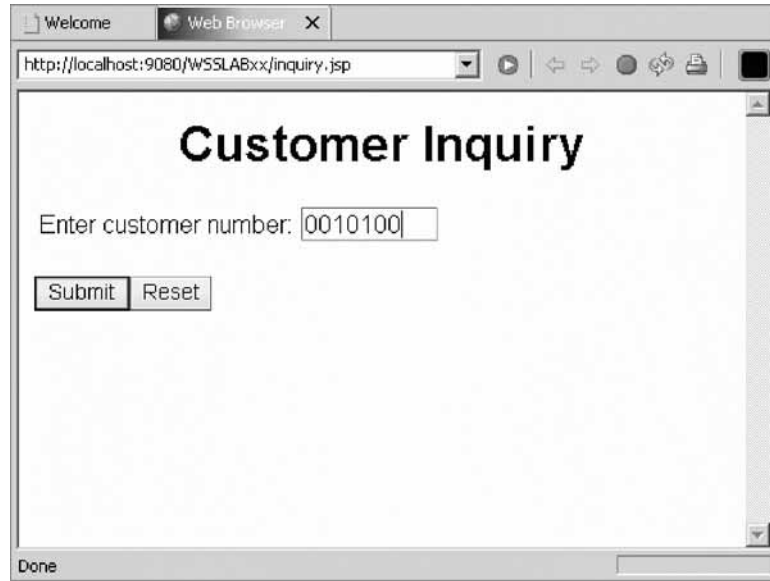 Welcome Web Browser
http://localhost:9080/WSSLABxx/inquiry.jsp
Customer Inquiry
Enter customer number: 0010100
Submit Reset
Done